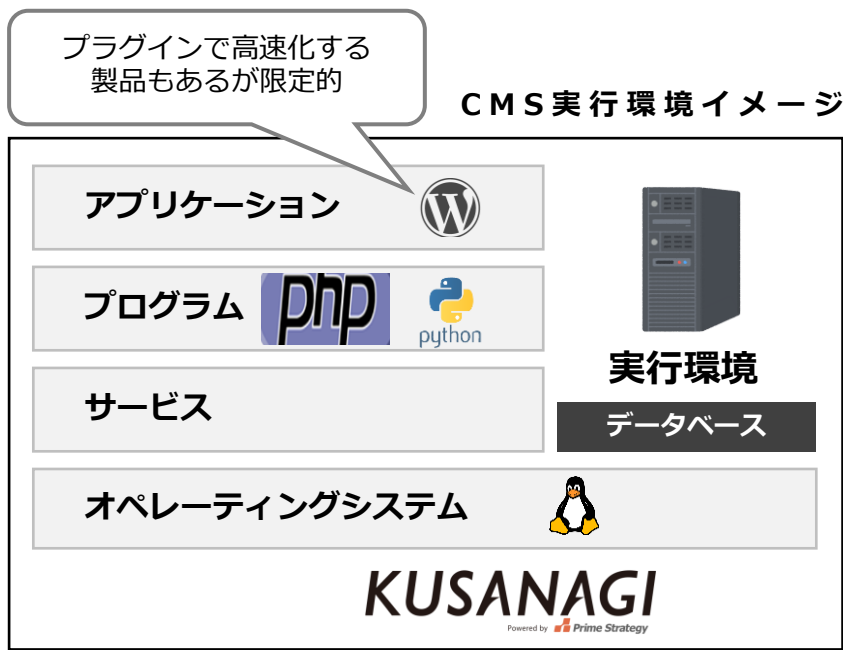 プラグインで高速化する
製品もあるが限定的
CMS実行環境イメージ
アプリケーション
プログラム php python
実行環境
サービス
データベース
オペレーティングシステム
KUSANAGI
Powered by Prime Strategy